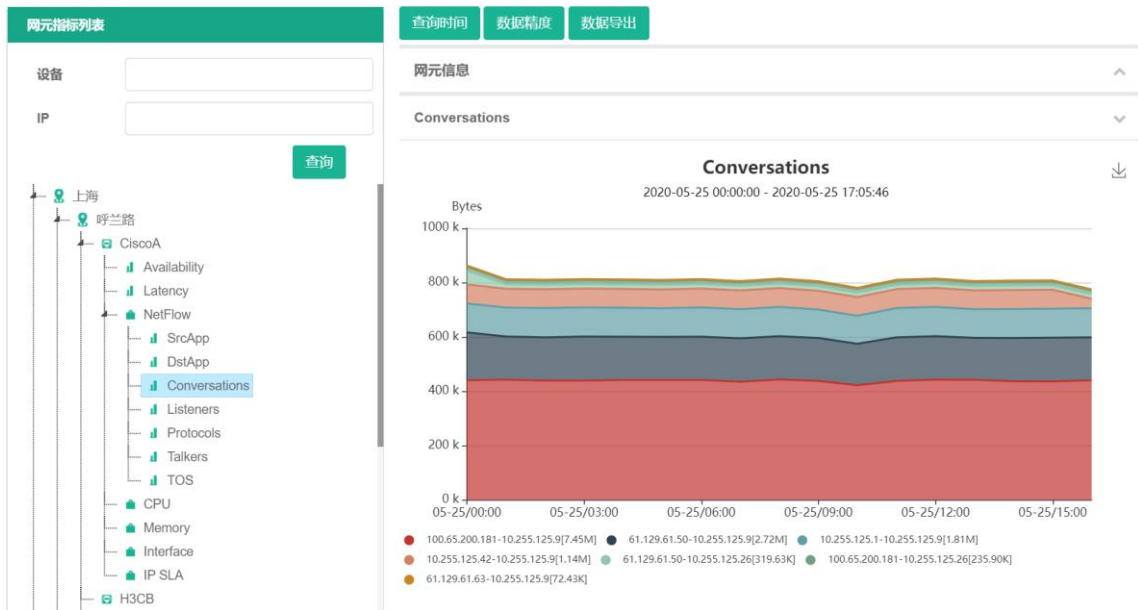 网元指标列表
设备
IP
查询
上海
呼兰路
CiscoA
Availability
Latency
NetFlow
SrcApp
DstApp
Conversations
Listeners
Protocols
Talkers
TOS
CPU
Memory
Interface
IP SLA
H3CB
查询时间 数据精度 数据导出
网元信息
Conversations
Conversations
2020-05-25 00:00:00 - 2020-05-25 17:05:46
Bytes
1000 k
800 k
600 k
400 k
200 k
0 k
05-25/00:00 05-25/03:00 05-25/06:00 05-25/09:00 05-25/12:00 05-25/15:00
100.65.200.181-10.255.125.9[7.45M] 61.129.61.50-10.255.125.9[2.72M] 10.255.125.1-10.255.125.9[1.81M]
10.255.125.42-10.255.125.9[1.14M] 61.129.61.50-10.255.125.26[319.63K] 100.65.200.181-10.255.125.26[235.90K]
61.129.61.63-10.255.125.9[72.43K]